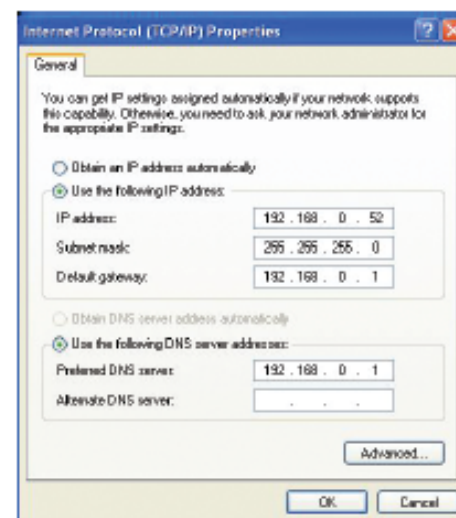 Internet Protocol (TCP/IP) Properties
General
You can get IP settings assigned automatically if your network supports
this capability. Otherwise, you need to ask your network administrator for
the appropriate IP settings.
Obtain an IP address automatically
Use the following IP address:
IP address: 192 . 168 . 0 . 52
Subnet mask: 255 . 255 . 255 . 0
Default gateway: 192 . 168 . 0 . 1
Obtain DNS server address automatically
Use the following DNS server addresses:
Preferred DNS server: 192 . 168 . 0 . 1
Alternate DNS server: . . .
Advanced...
OK Cancel